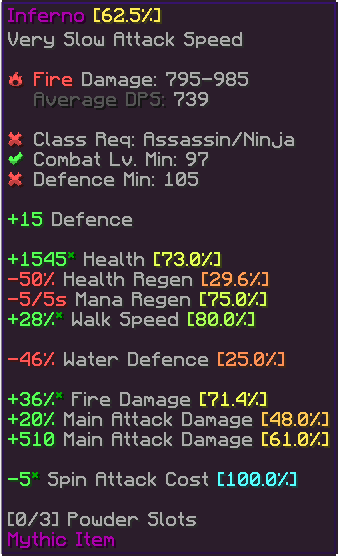 Inferno [62.5%]
Very Slow Attack Speed
Fire Damage: 795-985
Average DPS: 739
Class Req: Assassin/Ninja
Combat Lv. Min: 97
Defence Min: 105
+15 Defence
+1545* Health [73.0%]
-50% Health Regen [29.6%]
-5/5s Mana Regen [75.0%]
+28%* Walk Speed [80.0%]
-46% Water Defence [25.0%]
+36%* Fire Damage [71.4%]
+20% Main Attack Damage [48.0%]
+510 Main Attack Damage [61.0%]
-5* Spin Attack Cost [100.0%]
[0/3] Powder Slots
Mythic Item